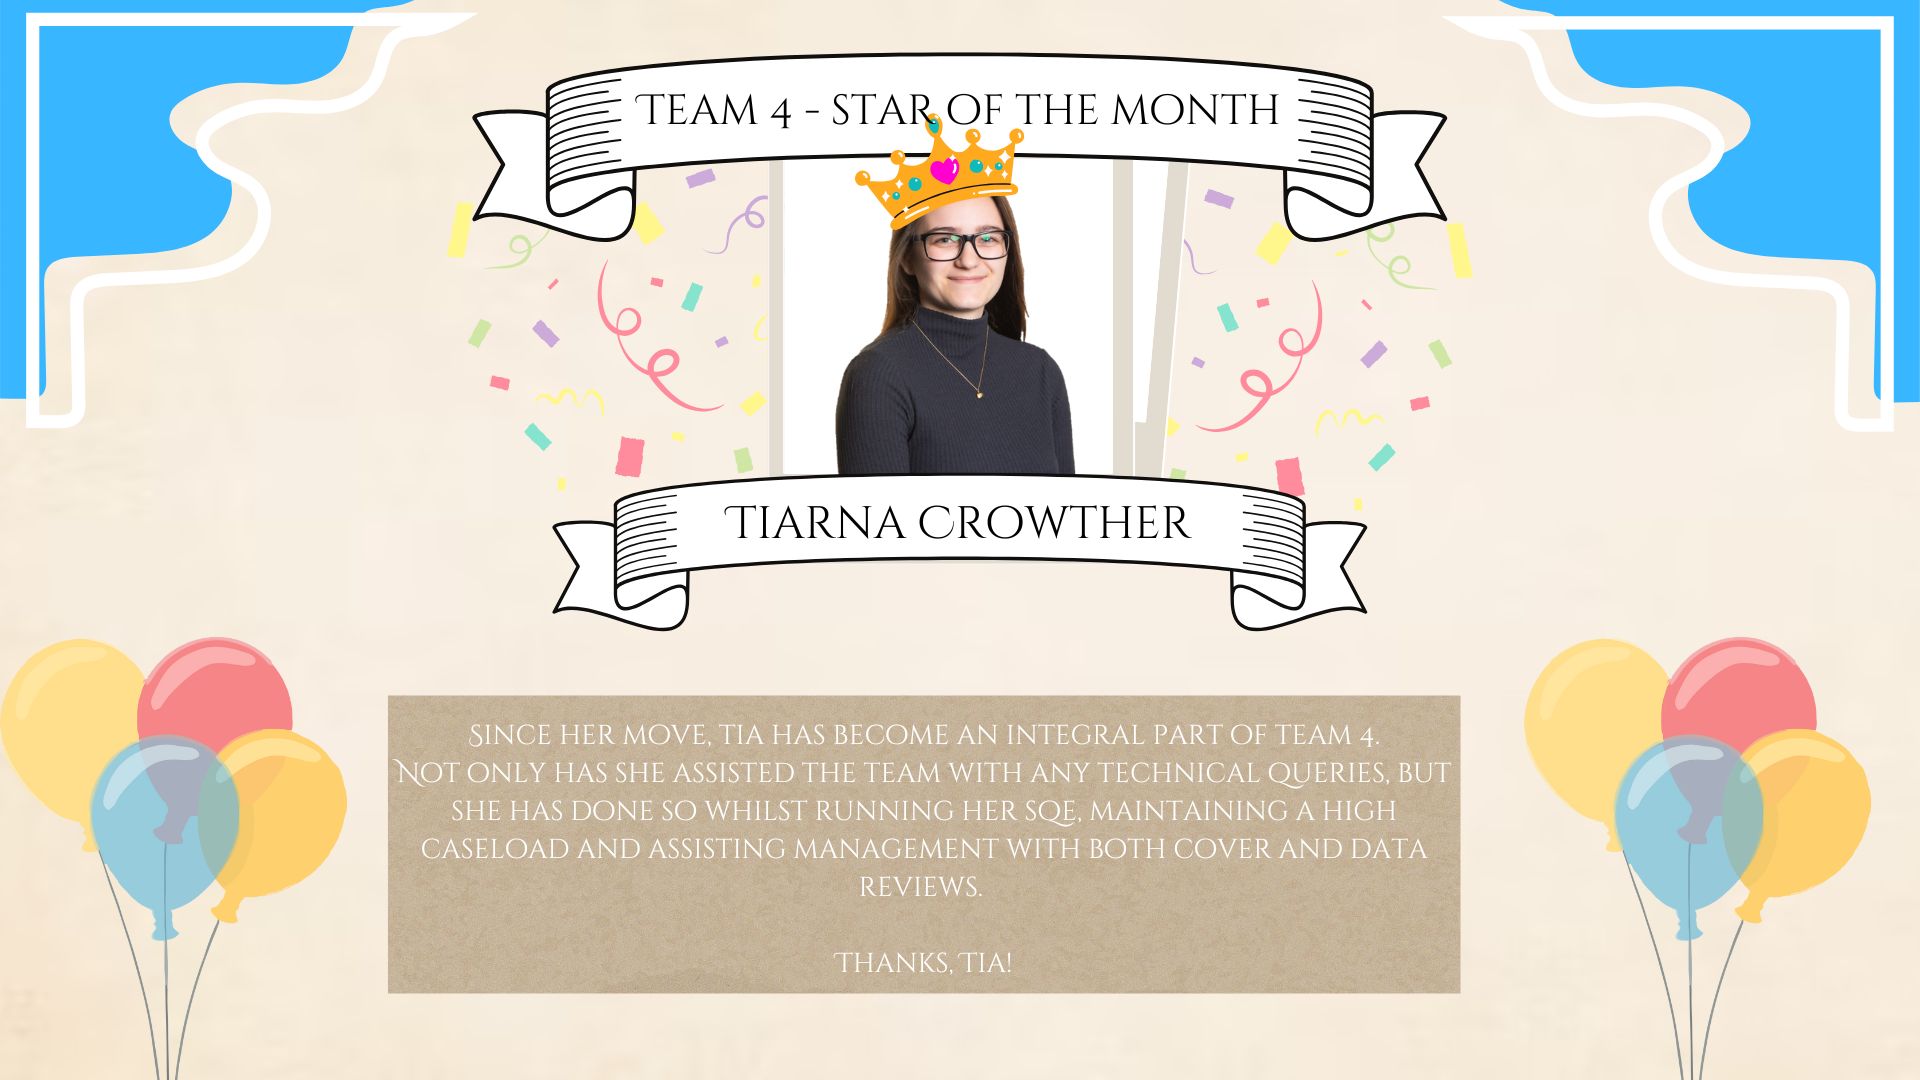 Team 4 - star of the month
Tiarna Crowther
Since her move, tia has become an integral part of team 4.
Not only has she assisted the team with any technical queries, but
she has done so whilst running her sqe, maintaining a high
caseload and assisting management with both cover and data
reviews.
Thanks, Tia!